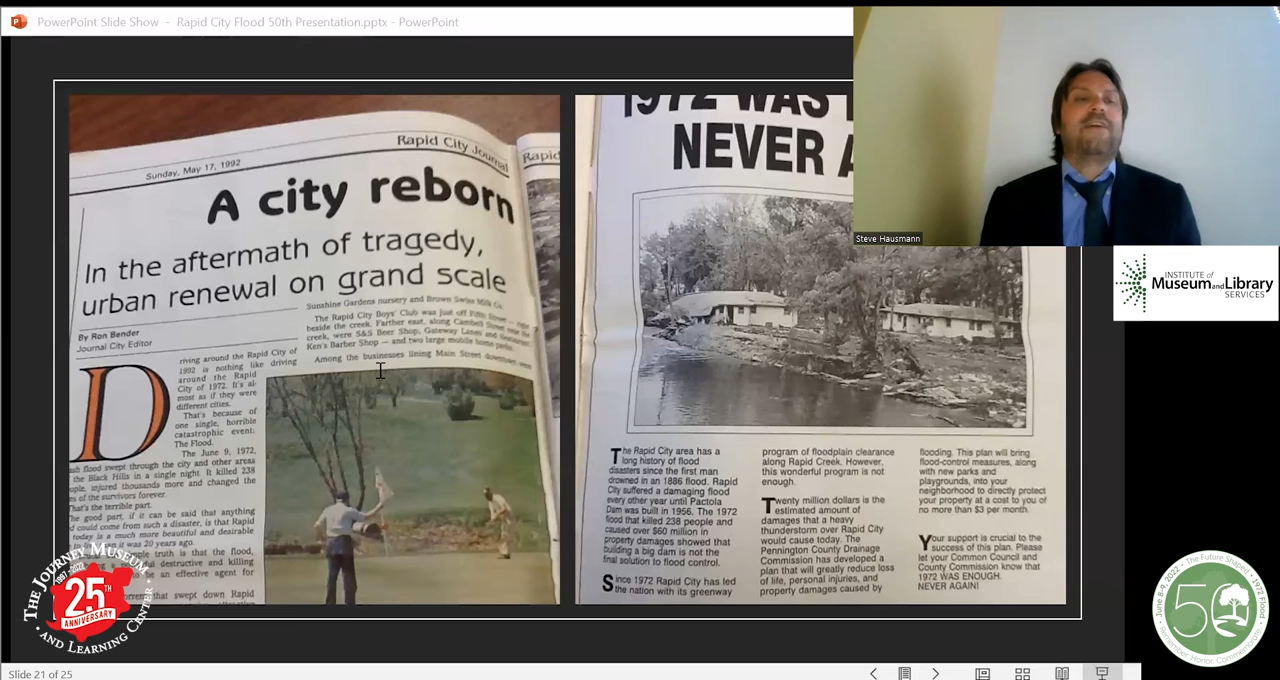 PowerPoint Slide Show - Rapid City Flood 50th Presentation.pptx - PowerPoint
Rapid City Journal
Sunday, May 17, 1992
A city reborn
In the aftermath of tragedy,
urban renewal on grand scale
By Ron Bender
Journal City Editor
Driving around the Rapid City of
1992 is nothing like driving
around the Rapid
City of 1972. It's al-
most as if they were
different cities.
That's because of
one single, horrible
catastrophic event:
The Flood.
The June 9, 1972,
flood swept through the city and other areas
the Black Hills in a single night. It killed 238
injured thousands more and changed the
of the survivors forever.
That's the terrible part.
The good part, if it can be said that anything
could come from such a disaster, is that Rapid
today is a much more beautiful and desirable
than it was 20 years ago.
truth is that the flood,
destructive and killing
be an effective agent for
that swept down Rapid
Sunshine Gardens nursery and Brown Swiss Milk Co.
The Rapid City Boys' Club was just off Fifth Street
beside the creek. Farther east, along Cambell Street near the
creek, were S&S Beer Shop, Gateway Lanes and Restaurant,
Ken's Barber Shop — and two large mobile home parks.
Among the businesses lining Main Street downtown were
Rapid
1972 WAS
NEVER A
The Rapid City area has a
long history of flood
disasters since the first man
drowned in an 1886 flood. Rapid
City suffered a damaging flood
every other year until Pactola
Dam was built in 1956. The 1972
flood that killed 238 people and
caused over $60 million in
property damages showed that
building a big dam is not the
final solution to flood control.
Since 1972 Rapid City has led
the nation with its greenway
program of floodplain clearance
along Rapid Creek. However,
this wonderful program is not
enough.
Twenty million dollars is the
estimated amount of
damages that a heavy
thunderstorm over Rapid City
would cause today. The
Pennington County Drainage
Commission has developed a
plan that will greatly reduce loss
of life, personal injuries, and
property damages caused by
flooding. This plan will bring
flood-control measures, along
with new parks and
playgrounds, into your
neighborhood to directly protect
your property at a cost to you of
no more than $3 per month.
Your support is crucial to the
success of this plan. Please
let your Common Council and
County Commission know that
1972 WAS ENOUGH.
NEVER AGAIN!
Steve Hausmann
INSTITUTE of
Museum and Library
SERVICES
THE JOURNEY MUSEUM
1997-2022
25TH
ANNIVERSARY
AND LEARNING CENTER
June 8-9, 2022 • The Future Shaped • 1972 Flood
50
Remember. Honor. Commemorate.
Slide 21 of 25